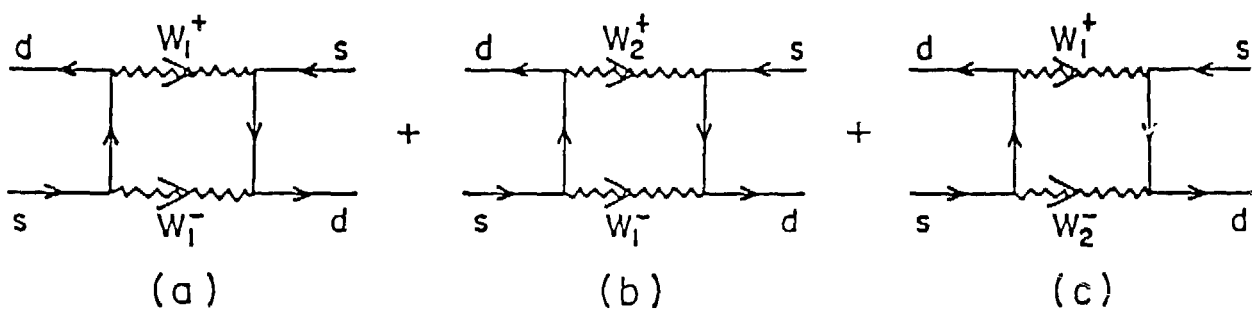 d W₁⁺ s
s W₁⁻ d
(a)
+
d W₂⁺ s
s W₁⁻ d
(b)
+
d W₁⁺ s
s W₂⁻ d
(c)